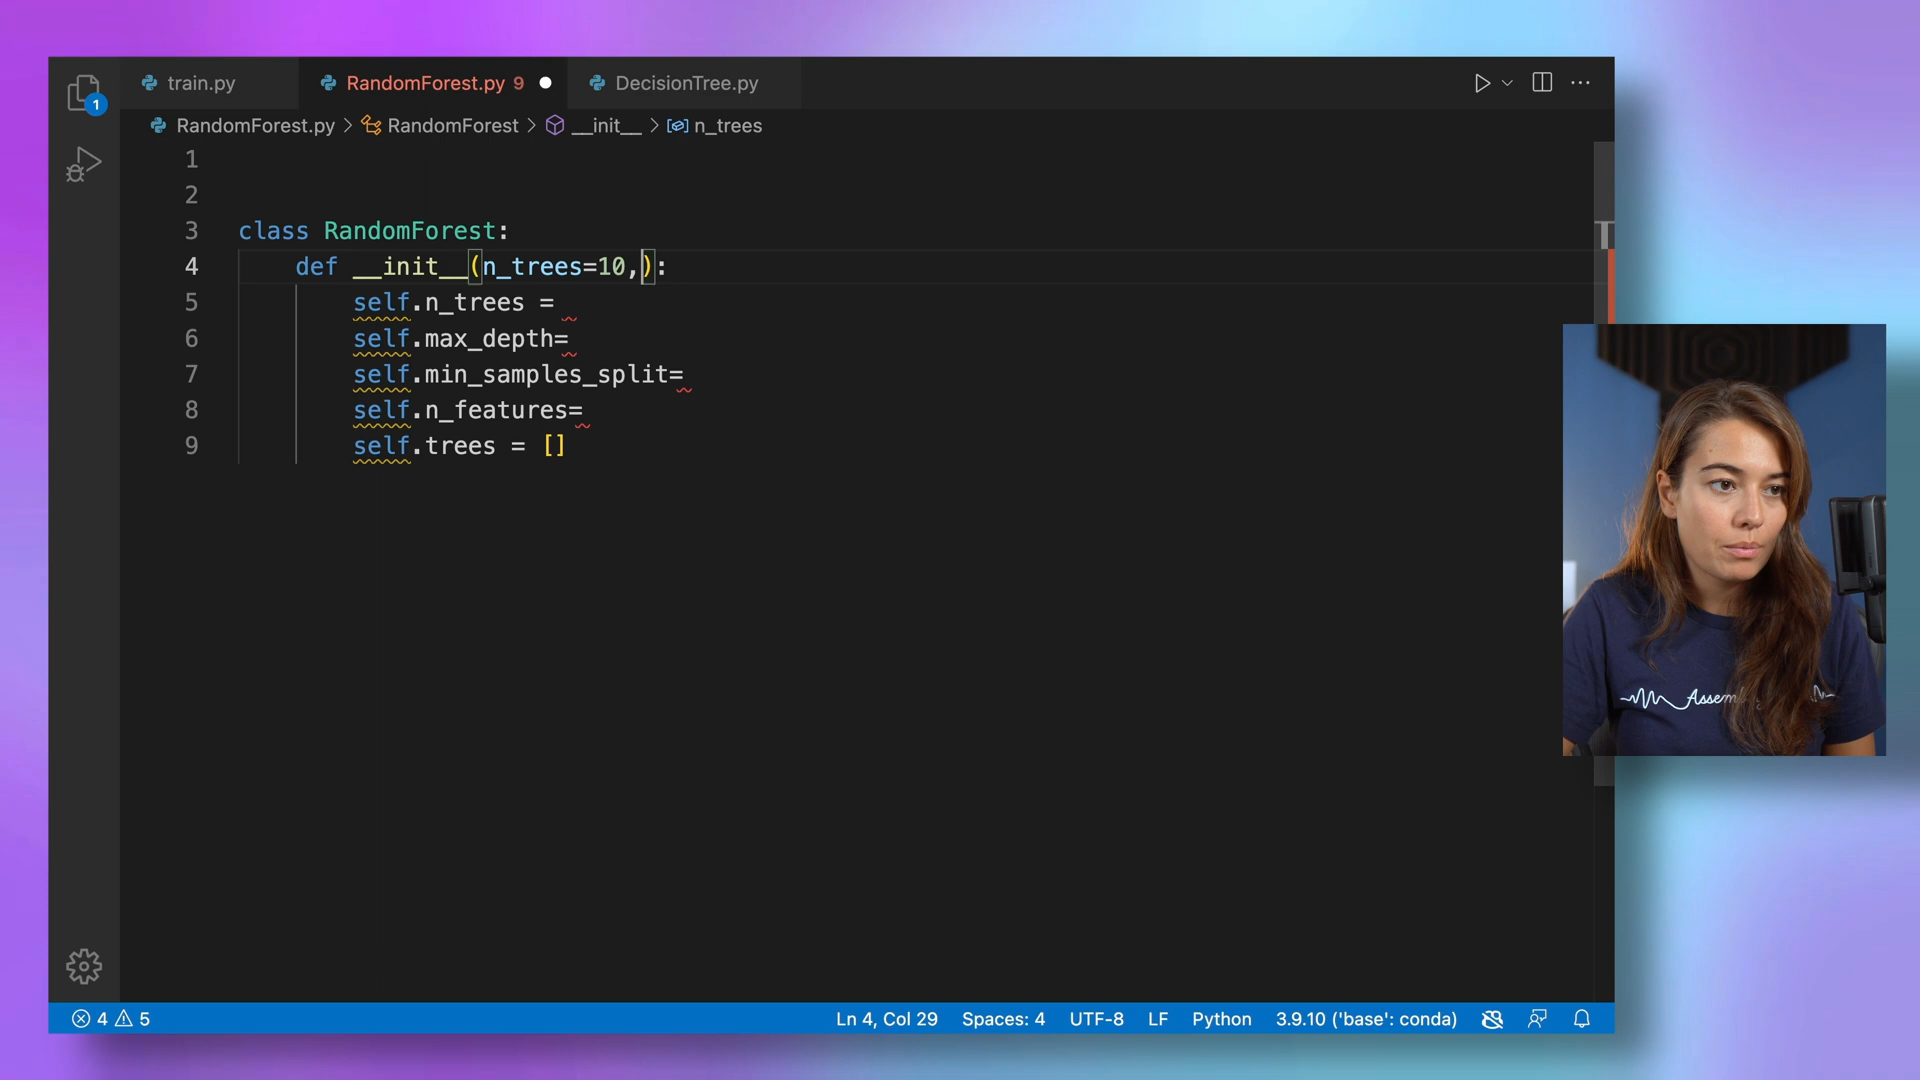 train.py RandomForest.py 9 DecisionTree.py
1
RandomForest.py > RandomForest > __init__ > n_trees
1
2
3 class RandomForest:
4 def __init__(n_trees=10,):
5 self.n_trees =
6 self.max_depth=
7 self.min_samples_split=
8 self.n_features=
9 self.trees = []
4 5 Ln 4, Col 29 Spaces: 4 UTF-8 LF Python 3.9.10 ('base': conda)